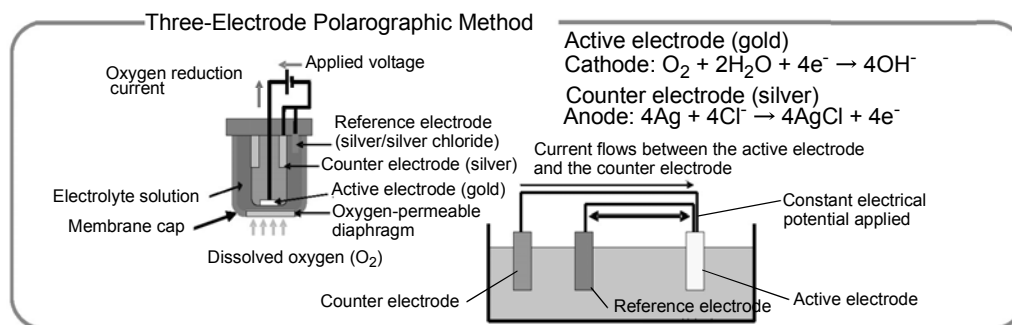 Three-Electrode Polarographic Method
Oxygen reduction
current
Applied voltage
Reference electrode
(silver/silver chloride)
Counter electrode (silver)
Active electrode (gold)
Oxygen-permeable
diaphragm
Electrolyte solution
Membrane cap
Dissolved oxygen (O₂)
Active electrode (gold)
Cathode: O₂ + 2H₂O + 4e⁻ → 4OH⁻
Counter electrode (silver)
Anode: 4Ag + 4Cl⁻ → 4AgCl + 4e⁻
Current flows between the active electrode
and the counter electrode
Constant electrical
potential applied
Counter electrode
Reference electrode
Active electrode